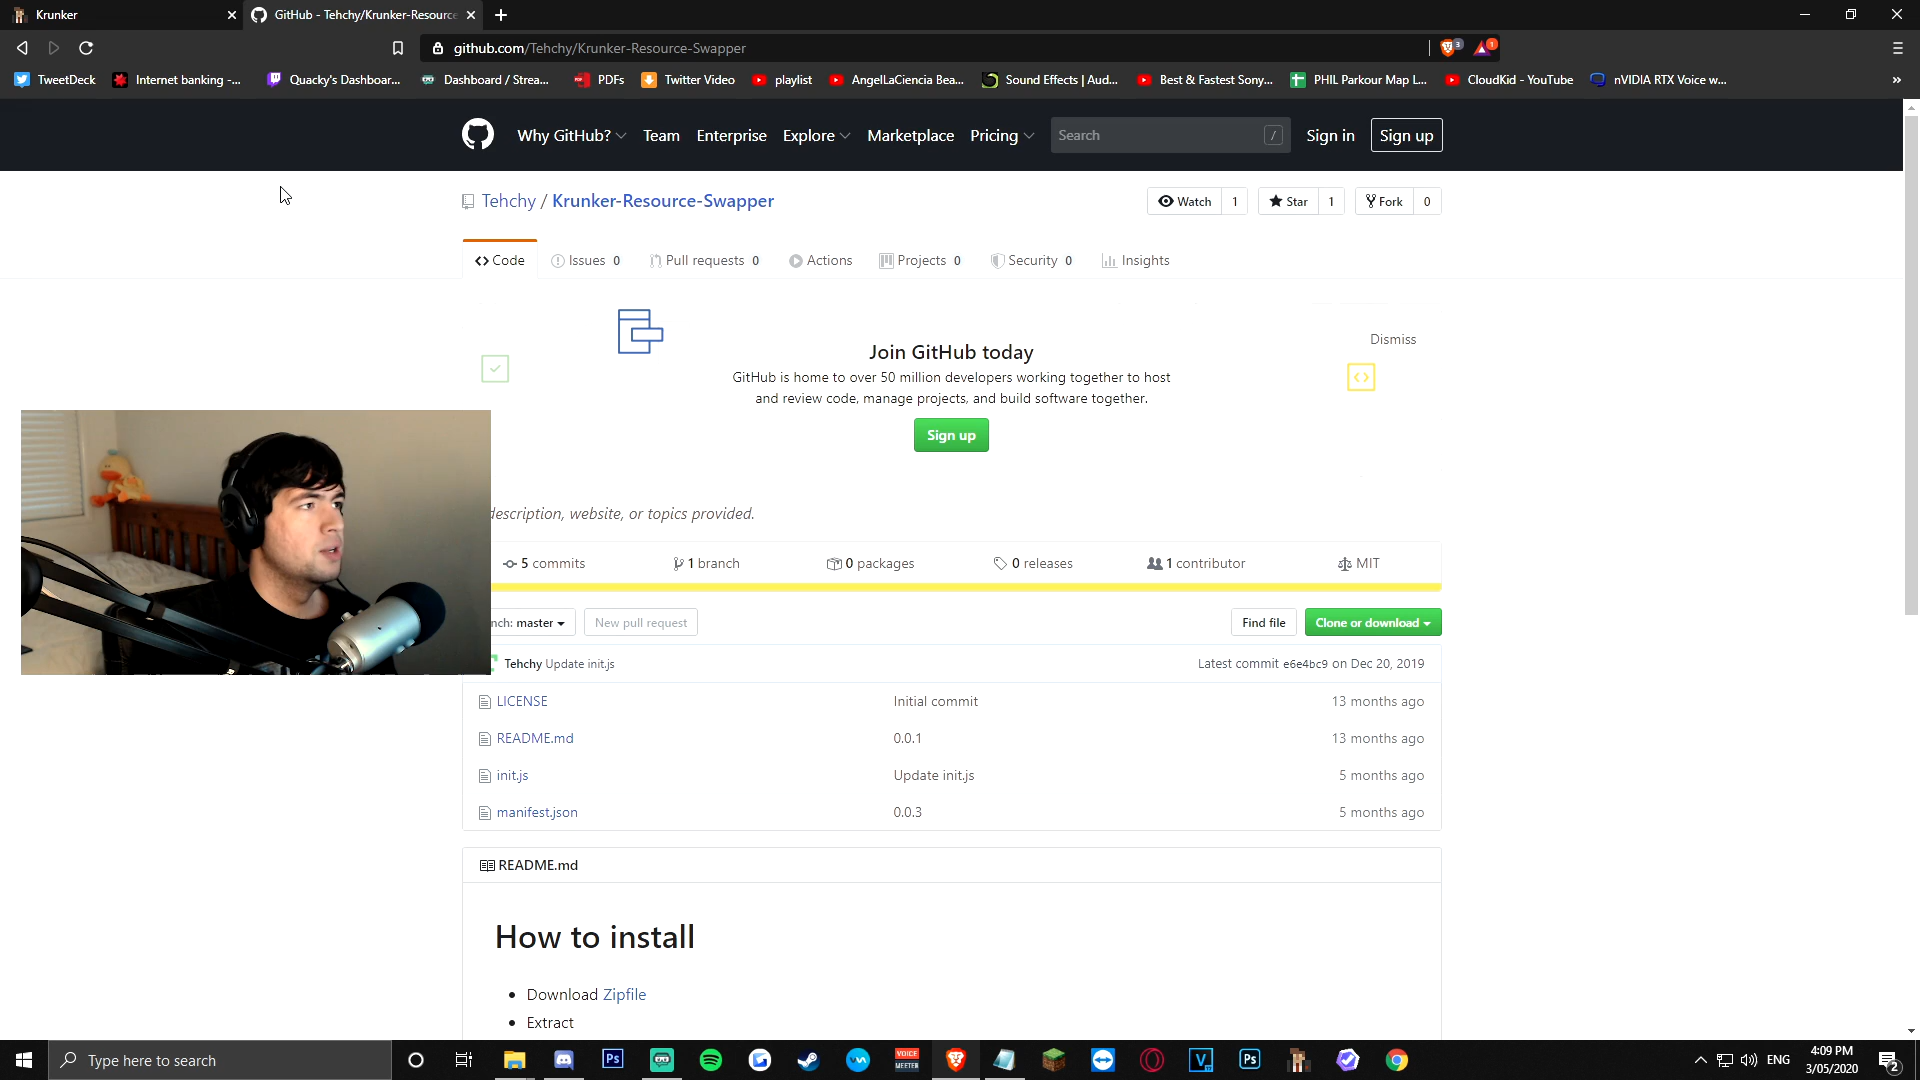 Krunker
GitHub - Tehchy/Krunker-Resource
github.com/Tehchy/Krunker-Resource-Swapper
3
1
TweetDeck
Internet banking -...
Quacky's Dashboar...
Dashboard / Strea...
PDFs
Twitter Video
playlist
AngelLaCiencia Bea...
Sound Effects | Aud...
Best & Fastest Sony...
PHIL Parkour Map L...
CloudKid - YouTube
nVIDIA RTX Voice w...
»
Why GitHub?
Team
Enterprise
Explore
Marketplace
Pricing
Search
/
Sign in
Sign up
Tehchy / Krunker-Resource-Swapper
Watch 1
Star 1
Fork 0
Code
Issues 0
Pull requests 0
Actions
Projects 0
Security 0
Insights
Join GitHub today
Dismiss
GitHub is home to over 50 million developers working together to host
and review code, manage projects, and build software together.
Sign up
description, website, or topics provided.
5 commits
1 branch
0 packages
0 releases
1 contributor
MIT
nch: master
New pull request
Find file
Clone or download
Tehchy Update init.js
Latest commit e6e4bc9 on Dec 20, 2019
LICENSE
Initial commit
13 months ago
README.md
0.0.1
13 months ago
init.js
Update init.js
5 months ago
manifest.json
0.0.3
5 months ago
README.md
How to install
• Download Zipfile
• Extract
Type here to search
Ps
VOICE
MEETER
V
Ps
ENG
4:09 PM
3/05/2020
2